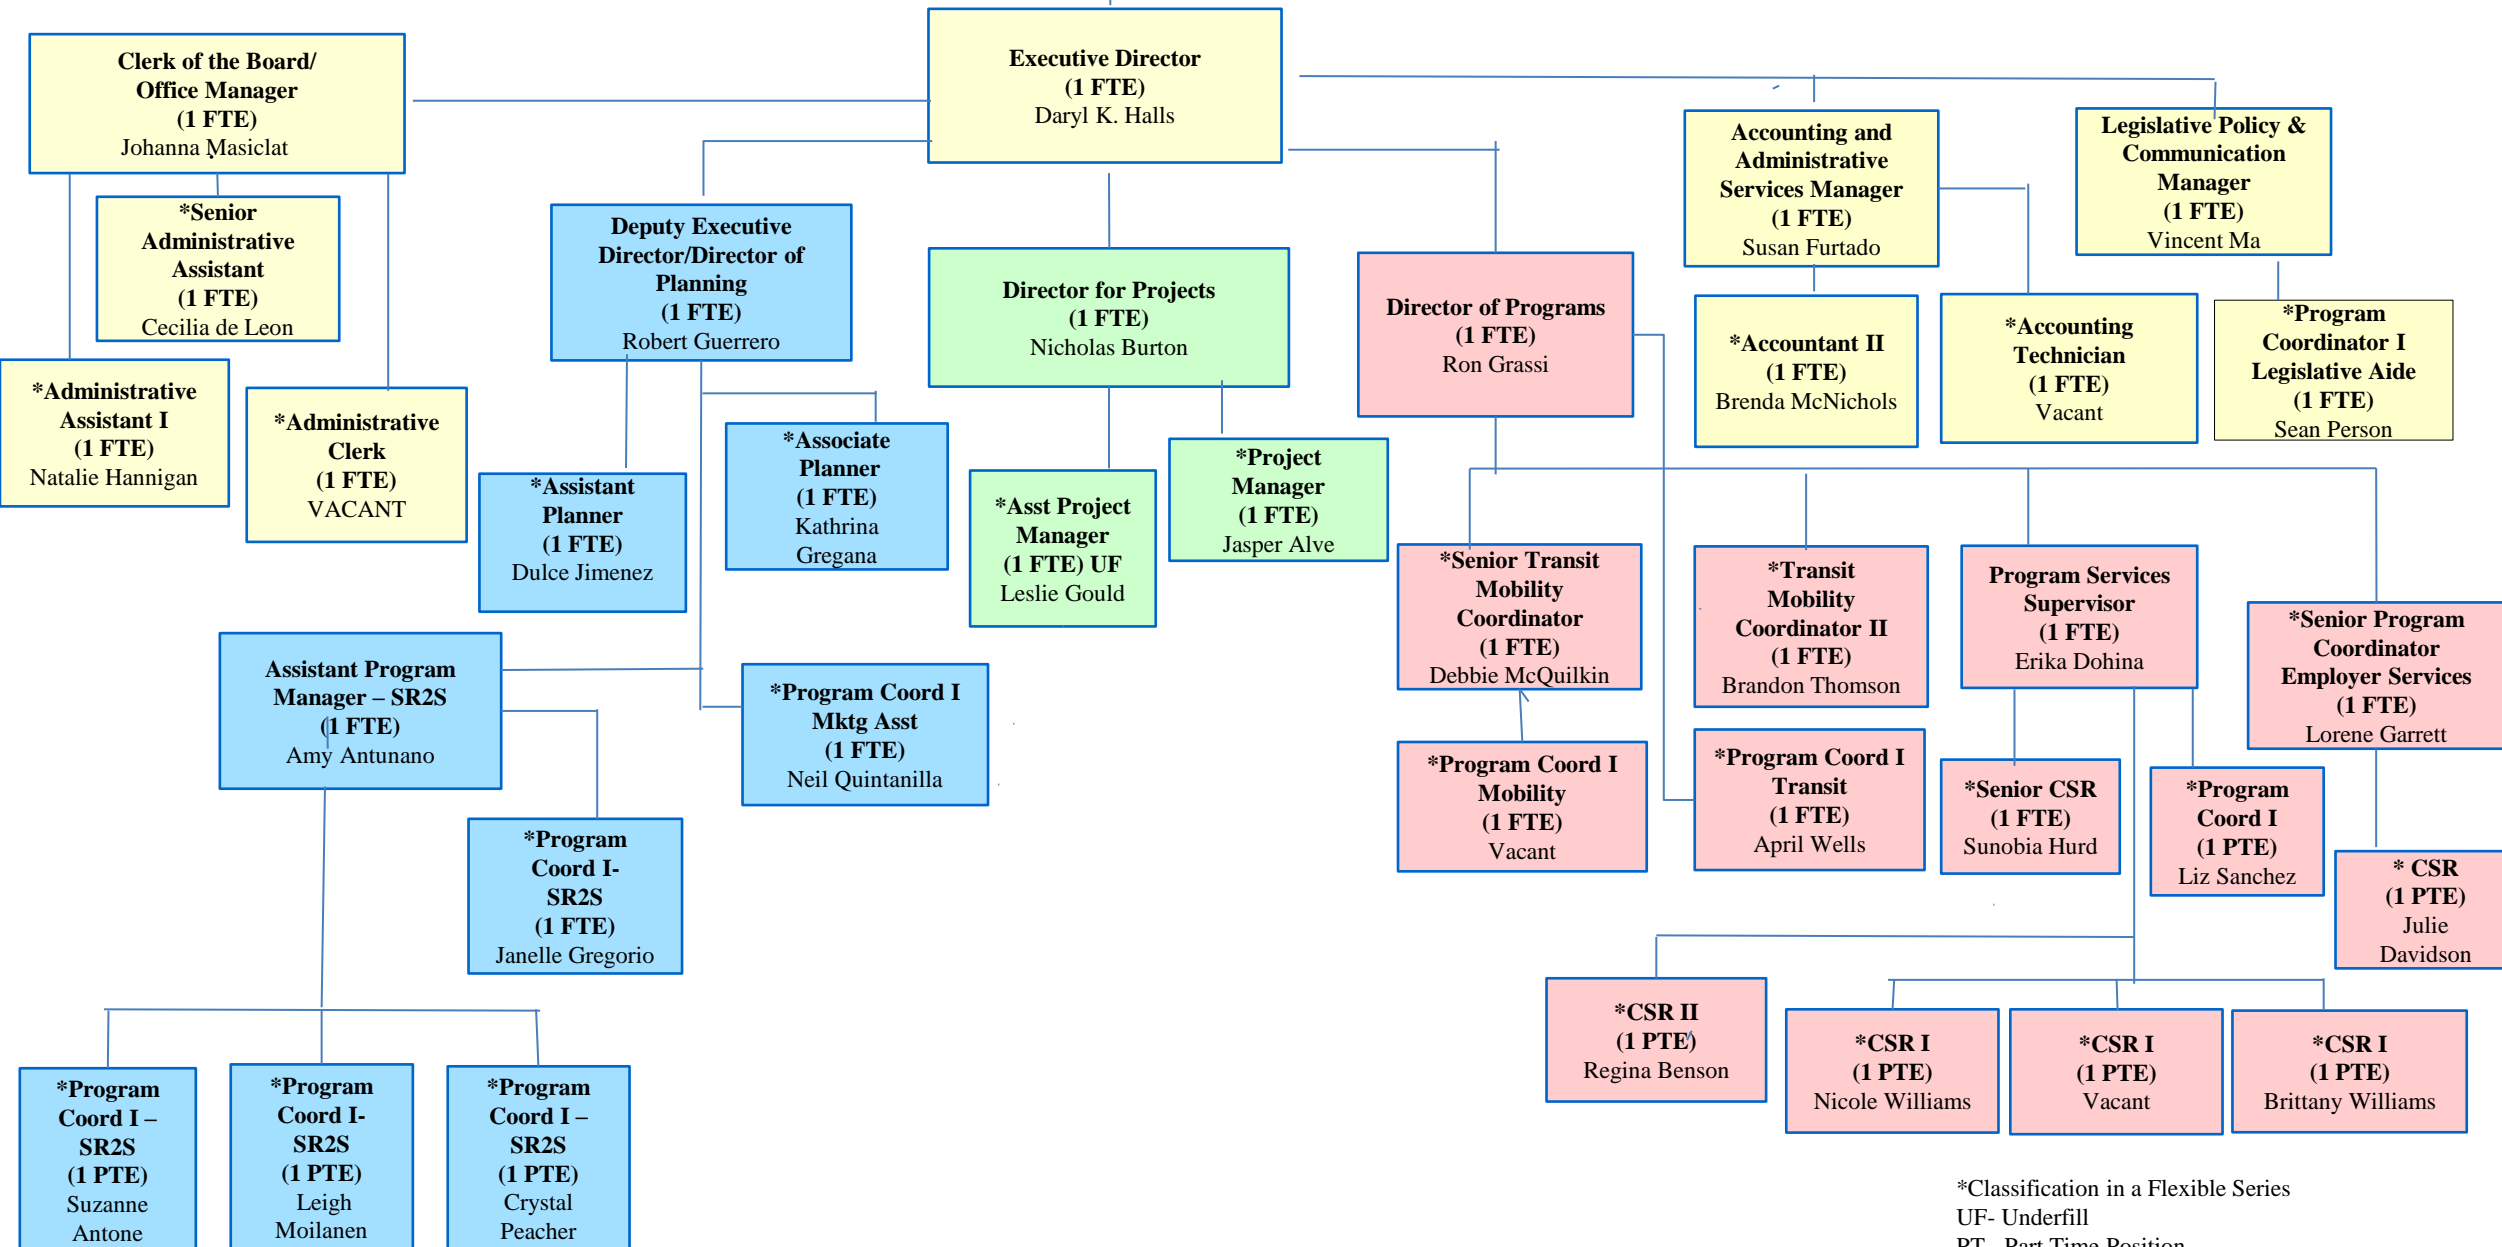 Clerk of the Board/
Office Manager
(1 FTE)
Johanna Masiclat
Executive Director
(1 FTE)
Daryl K. Halls
Accounting and
Administrative
Services Manager
(1 FTE)
Susan Furtado
Legislative Policy &
Communication
Manager
(1 FTE)
Vincent Ma
*Senior
Administrative
Assistant
(1 FTE)
Cecilia de Leon
Deputy Executive
Director/Director of
Planning
(1 FTE)
Robert Guerrero
Director for Projects
(1 FTE)
Nicholas Burton
Director of Programs
(1 FTE)
Ron Grassi
*Accountant II
(1 FTE)
Brenda McNichols
*Accounting
Technician
(1 FTE)
Vacant
*Program
Coordinator I
Legislative Aide
(1 FTE)
Sean Person
*Administrative
Assistant I
(1 FTE)
Natalie Hannigan
*Administrative
Clerk
(1 FTE)
VACANT
*Assistant
Planner
(1 FTE)
Dulce Jimenez
*Associate
Planner
(1 FTE)
Kathrina
Gregana
*Asst Project
Manager
(1 FTE) UF
Leslie Gould
*Project
Manager
(1 FTE)
Jasper Alve
*Senior Transit
Mobility
Coordinator
(1 FTE)
Debbie McQuilkin
*Transit
Mobility
Coordinator II
(1 FTE)
Brandon Thomson
Program Services
Supervisor
(1 FTE)
Erika Dohina
*Senior Program
Coordinator
Employer Services
(1 FTE)
Lorene Garrett
Assistant Program
Manager – SR2S
(1 FTE)
Amy Antunano
*Program Coord I
Mktg Asst
(1 FTE)
Neil Quintanilla
*Program Coord I
Mobility
(1 FTE)
Vacant
*Program Coord I
Transit
(1 FTE)
April Wells
*Senior CSR
(1 FTE)
Sunobia Hurd
*Program
Coord I
(1 PTE)
Liz Sanchez
* CSR
(1 PTE)
Julie
Davidson
*Program
Coord I-
SR2S
(1 FTE)
Janelle Gregorio
*CSR II
(1 PTE)
Regina Benson
*CSR I
(1 PTE)
Nicole Williams
*CSR I
(1 PTE)
Vacant
*CSR I
(1 PTE)
Brittany Williams
*Program
Coord I –
SR2S
(1 PTE)
Suzanne
Antone
*Program
Coord I-
SR2S
(1 PTE)
Leigh
Moilanen
*Program
Coord I –
SR2S
(1 PTE)
Crystal
Peacher
*Classification in a Flexible Series
UF- Underfill
PT - Part Time Position